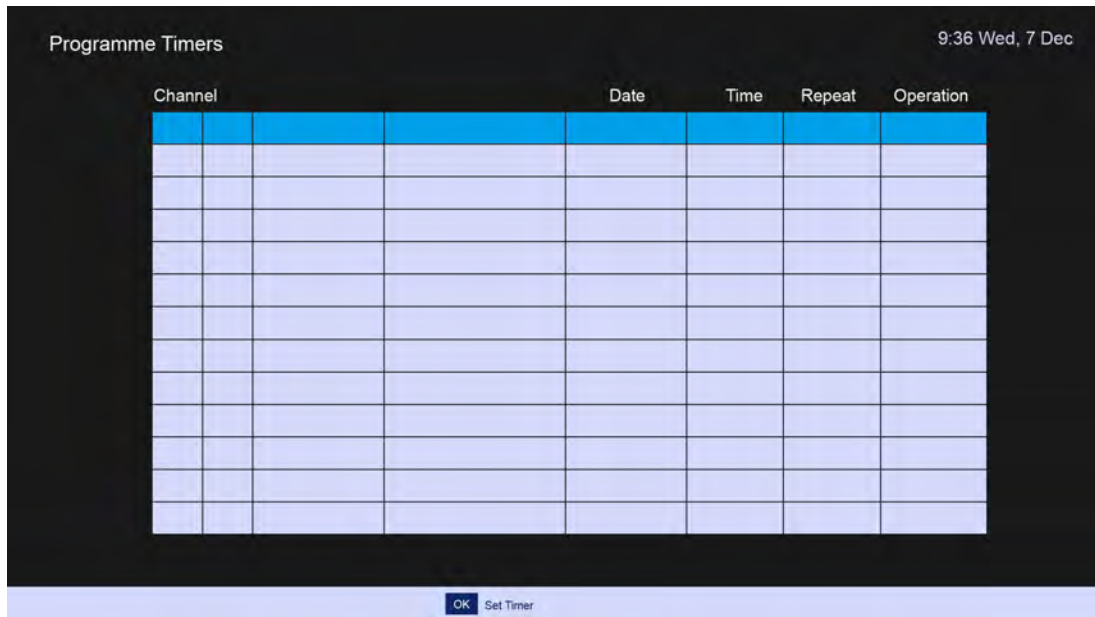 Programme Timers
9:36 Wed, 7 Dec
Channel Date Time Repeat Operation
OK Set Timer